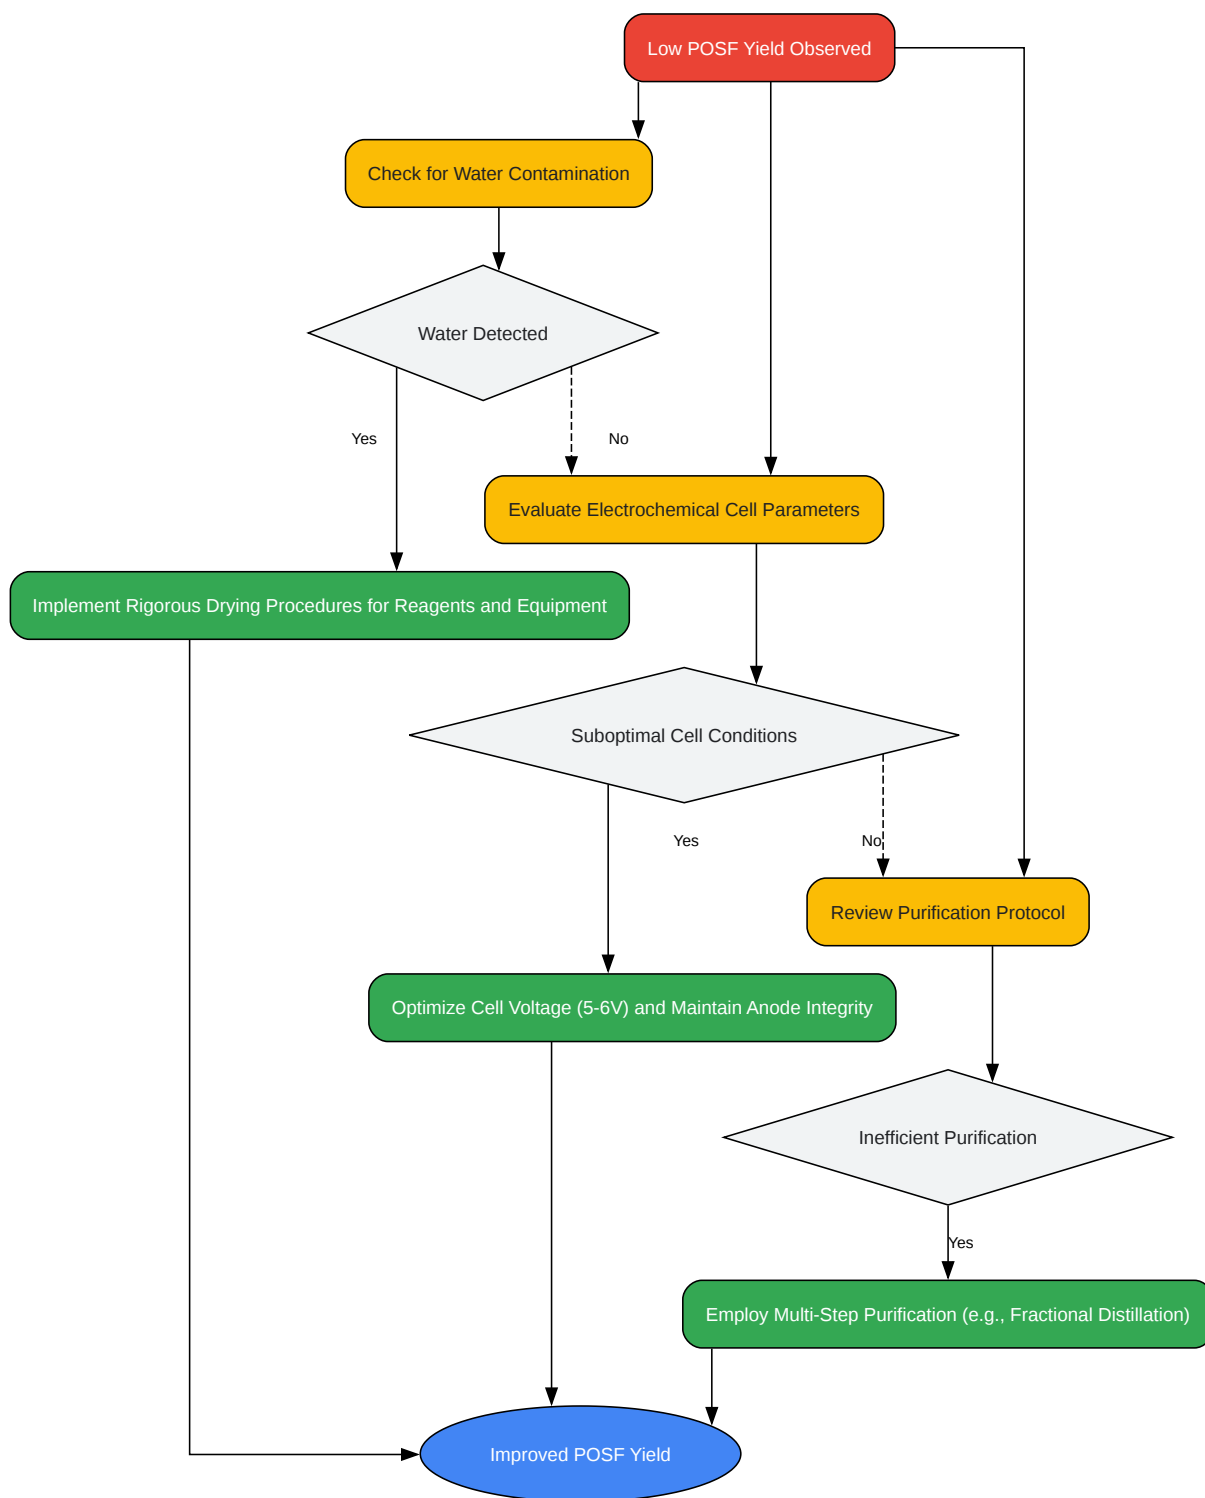 Low POSF Yield Observed
Check for Water Contamination
Water Detected
Yes
No
Evaluate Electrochemical Cell Parameters
Implement Rigorous Drying Procedures for Reagents and Equipment
Suboptimal Cell Conditions
Yes
No
Review Purification Protocol
Optimize Cell Voltage (5-6V) and Maintain Anode Integrity
Inefficient Purification
Yes
Employ Multi-Step Purification (e.g., Fractional Distillation)
Improved POSF Yield